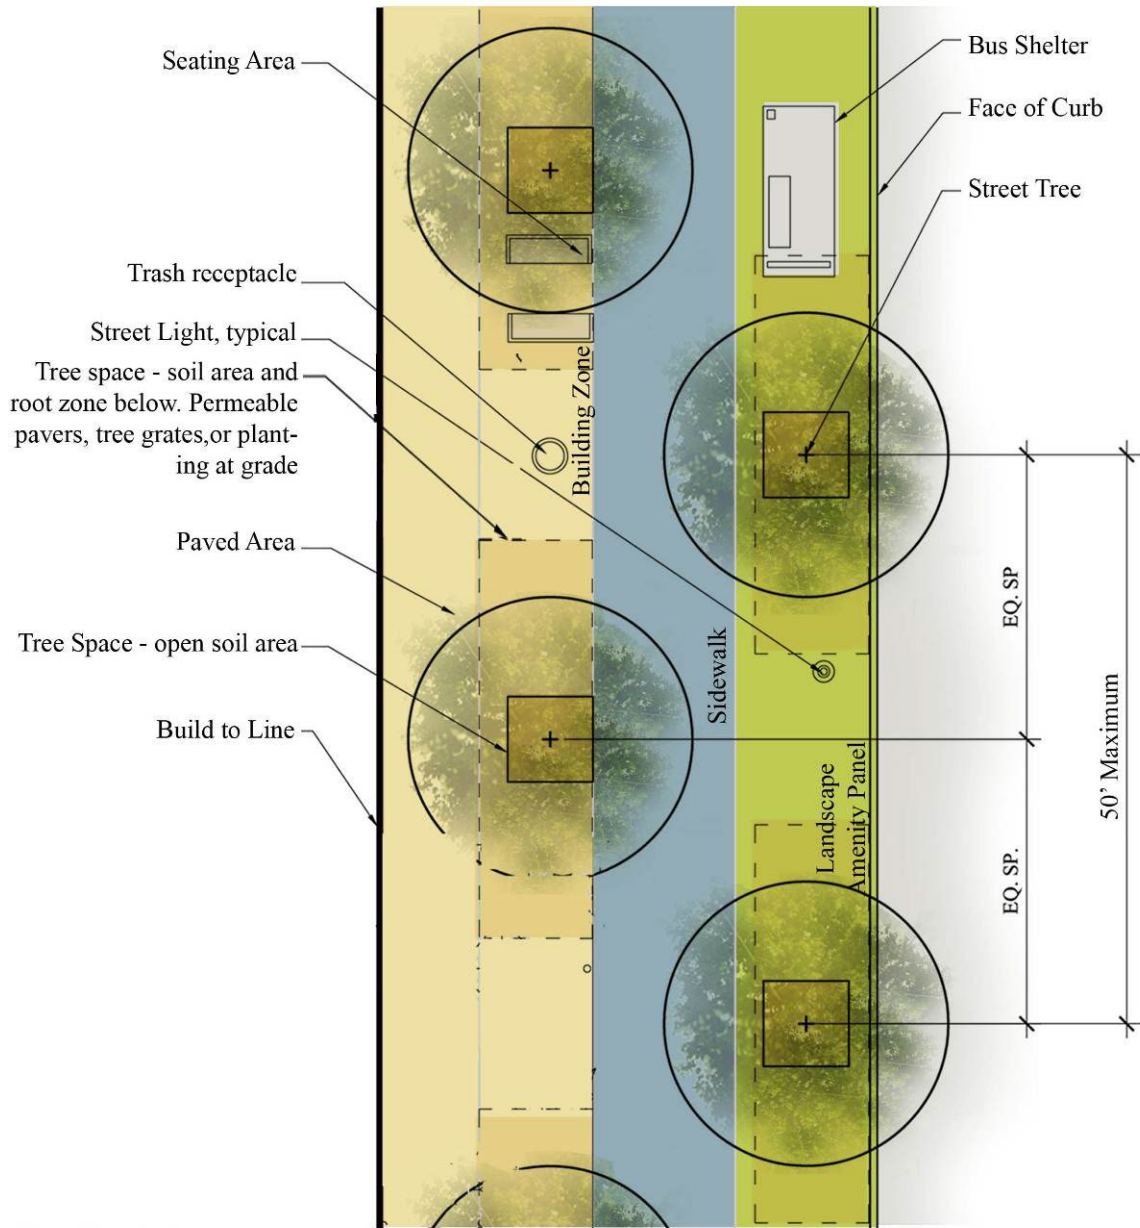 Seating Area
Trash receptacle
Street Light, typical
Tree space - soil area and
root zone below. Permeable
pavers, tree grates,or plant-
ing at grade
Paved Area
Tree Space - open soil area
Build to Line
Building Zone
Sidewalk
Landscape
Amenity Panel
Bus Shelter
Face of Curb
Street Tree
EQ. SP
EQ. SP.
50’ Maximum